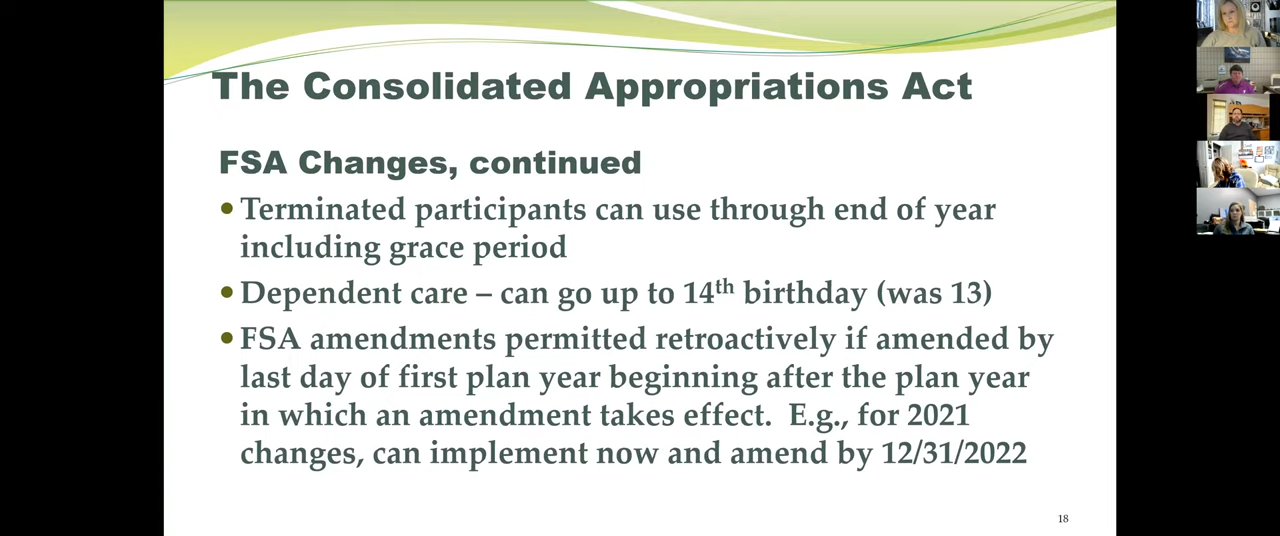 The Consolidated Appropriations Act
FSA Changes, continued
• Terminated participants can use through end of year
including grace period
• Dependent care – can go up to 14th birthday (was 13)
• FSA amendments permitted retroactively if amended by
last day of first plan year beginning after the plan year
in which an amendment takes effect. E.g., for 2021
changes, can implement now and amend by 12/31/2022
18